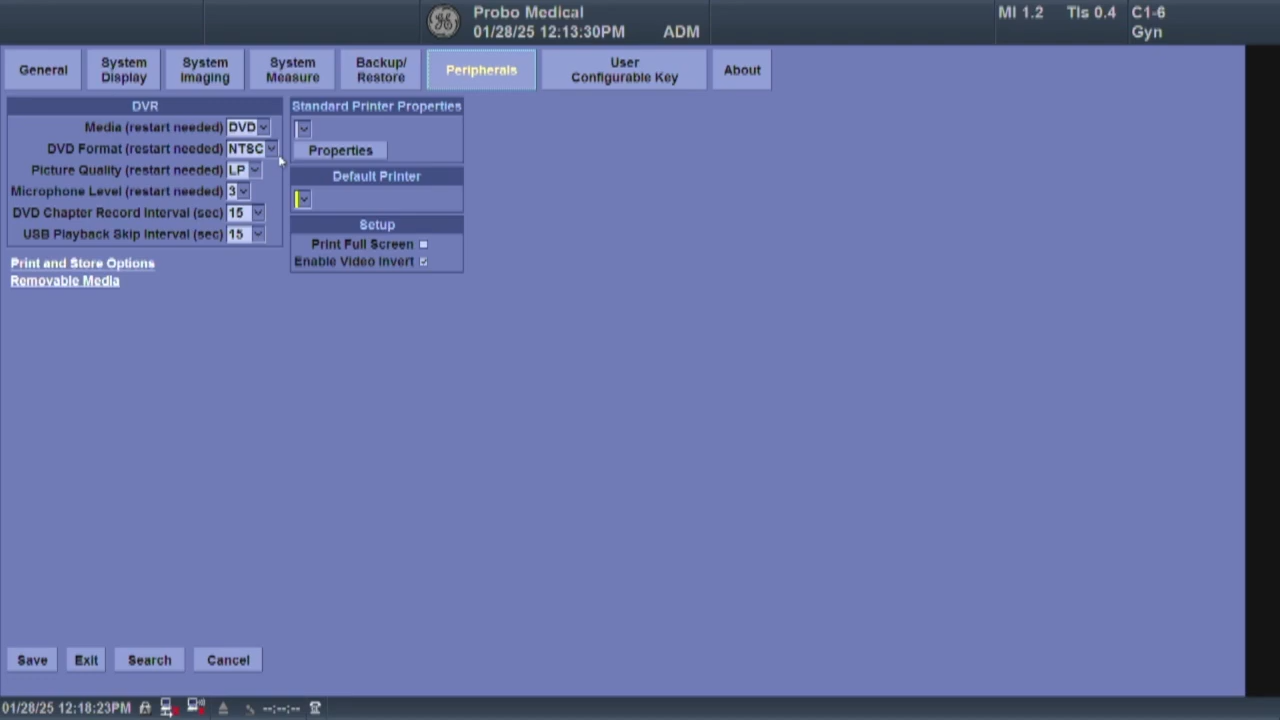 Probo Medical
01/28/25 12:13:30PM ADM
MI 1.2 TIs 0.4 C1-6
Gyn
General
System Display
System Imaging
System Measure
Backup/ Restore
Peripherals
User Configurable Key
About
DVR
Media (restart needed) DVD
DVD Format (restart needed) NTSC
Picture Quality (restart needed) LP
Microphone Level (restart needed) 3
DVD Chapter Record Interval (sec) 15
USB Playback Skip Interval (sec) 15
Print and Store Options
Removable Media
Standard Printer Properties
Properties
Default Printer
Setup
Print Full Screen
Enable Video Invert
Save Exit Search Cancel
01/28/25 12:18:23PM --:--:--